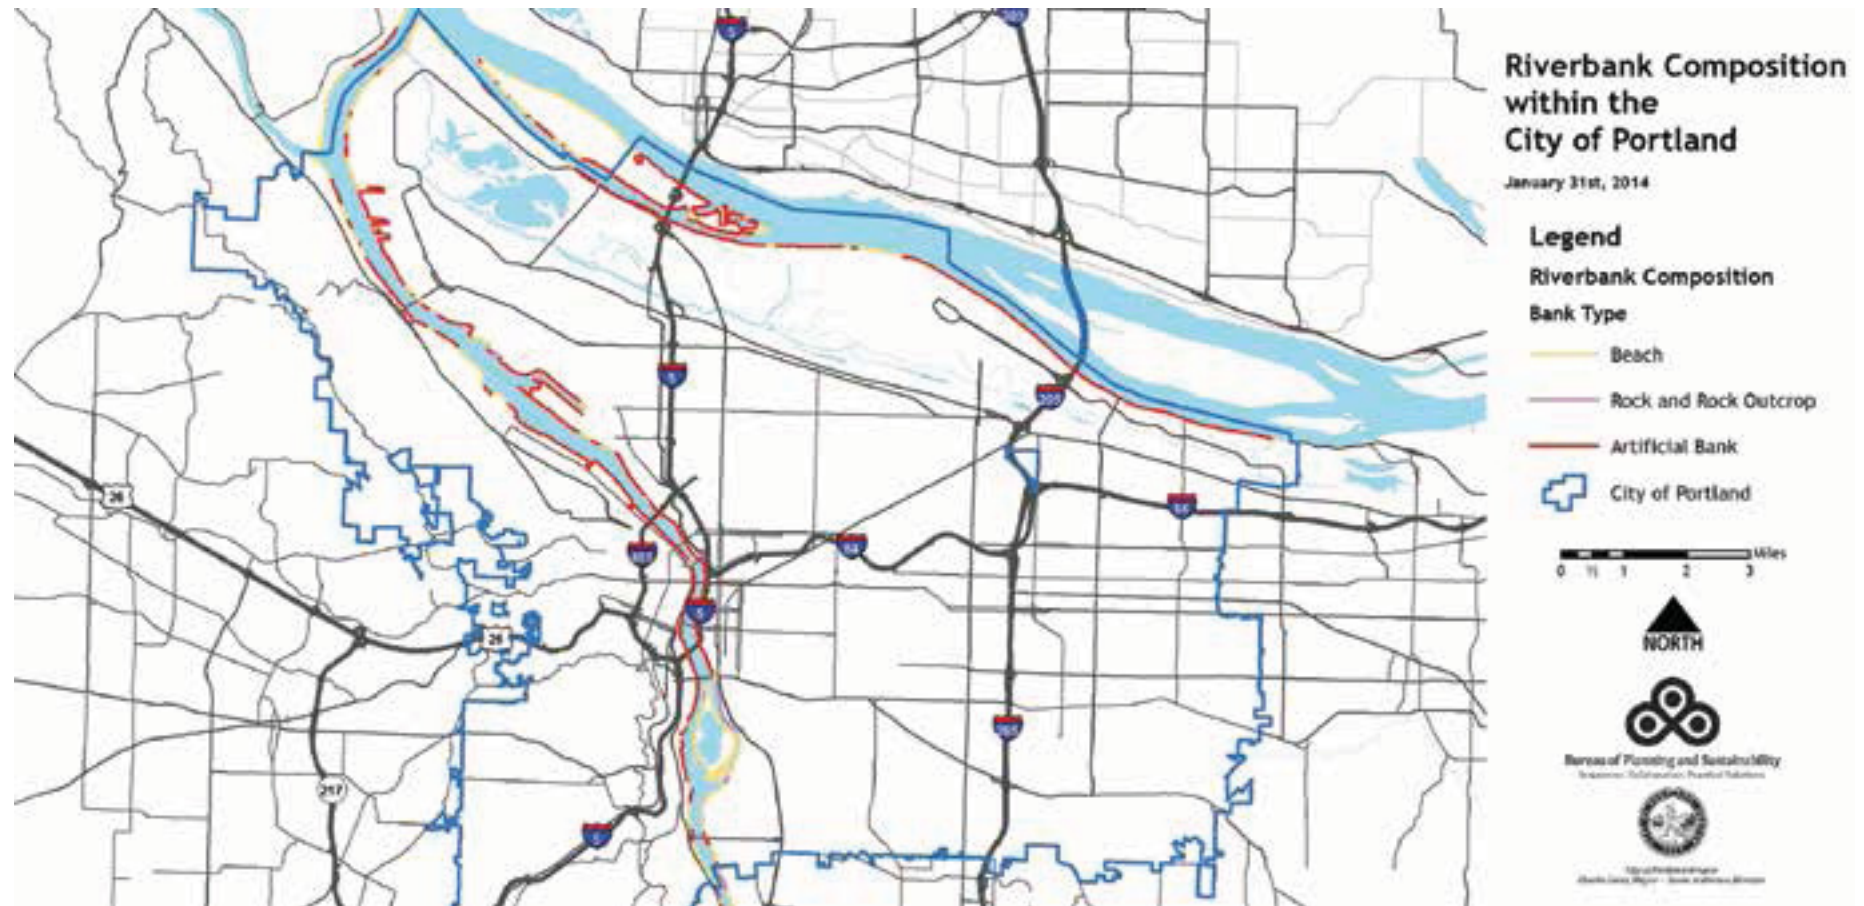 Riverbank Composition
within the
City of Portland
January 31st, 2014
Legend
Riverbank Composition
Bank Type
Beach
Rock and Rock Outcrop
Artificial Bank
City of Portland
Miles
0 ½ 1 2 3
NORTH
Bureau of Planning and Sustainability
5
205
5
205
26
84
84
405
5
26
205
217
5